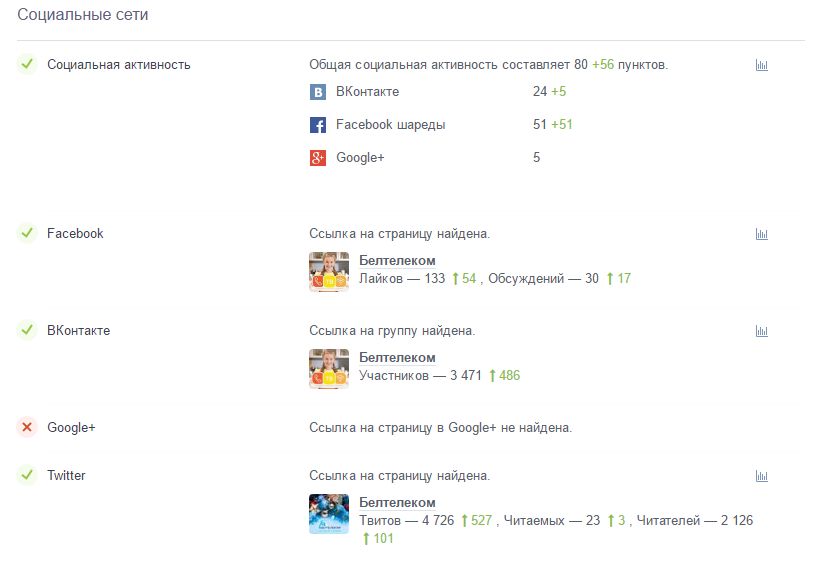 Социальные сети
Социальная активность
Общая социальная активность составляет 80 +56 пунктов.
ВКонтакте 24 +5
Facebook шареды 51 +51
Google+ 5
Facebook
Ссылка на страницу найдена.
Белтелеком
Лайков — 133 54 , Обсуждений — 30 17
ВКонтакте
Ссылка на группу найдена.
Белтелеком
Участников — 3 471 486
Google+
Ссылка на страницу в Google+ не найдена.
Twitter
Ссылка на страницу найдена.
Белтелеком
Твитов — 4 726 527 , Читаемых — 23 3 , Читателей — 2 126
101